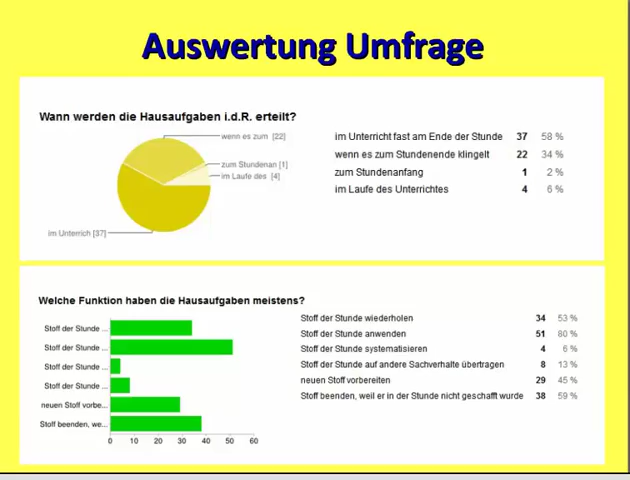 Auswertung Umfrage
Wann werden die Hausaufgaben i.d.R. erteilt?
wenn es zum [22]
zum Stundenan [1]
im Laufe des [4]
im Unterrich [37]
im Unterricht fast am Ende der Stunde 37 58 %
wenn es zum Stundenende klingelt 22 34 %
zum Stundenanfang 1 2 %
im Laufe des Unterrichtes 4 6 %
Welche Funktion haben die Hausaufgaben meistens?
Stoff der Stunde ...
Stoff der Stunde ...
Stoff der Stunde ...
Stoff der Stunde ...
neuen Stoff vorbe...
Stoff beenden, we...
0 10 20 30 40 50 60
Stoff der Stunde wiederholen 34 53 %
Stoff der Stunde anwenden 51 80 %
Stoff der Stunde systematisieren 4 6 %
Stoff der Stunde auf andere Sachverhalte übertragen 8 13 %
neuen Stoff vorbereiten 29 45 %
Stoff beenden, weil er in der Stunde nicht geschafft wurde 38 59 %